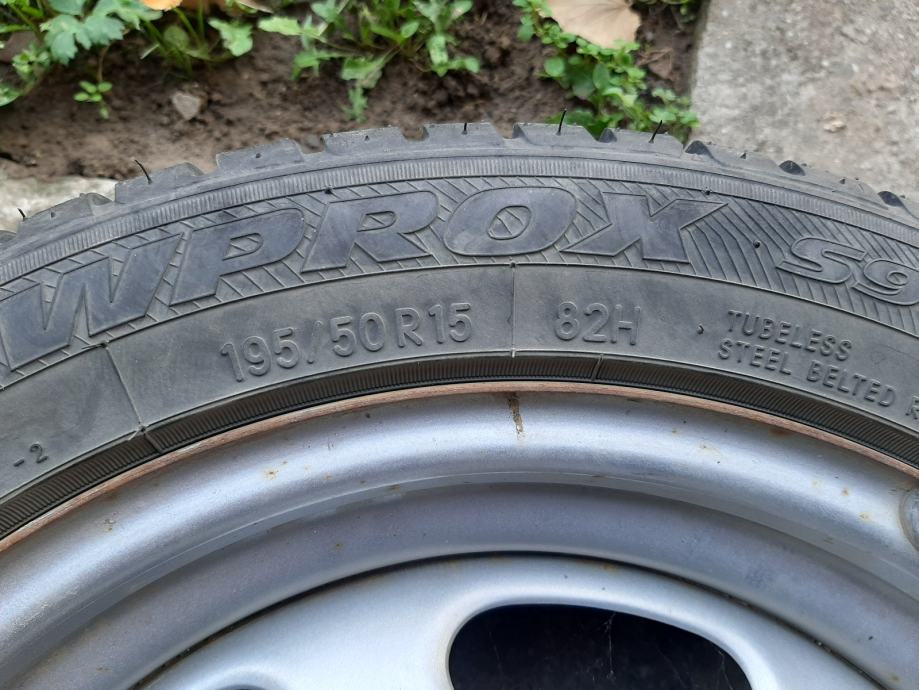 WPROX S9
195/50R15 82H
TUBELESS
STEEL BELTED R
-2